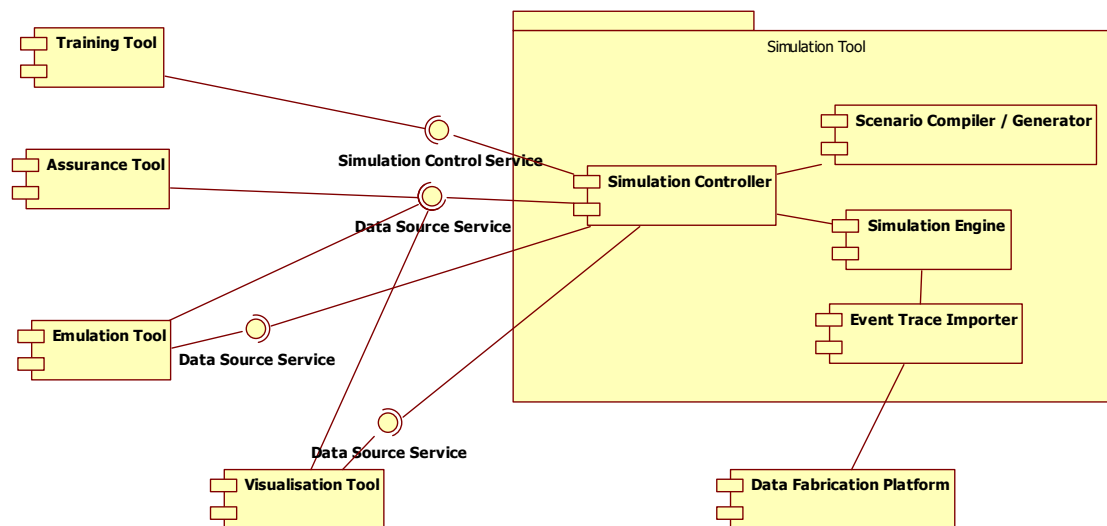 Training Tool
Simulation Tool
Scenario Compiler / Generator
Simulation Control Service
Assurance Tool
Simulation Controller
Data Source Service
Simulation Engine
Event Trace Importer
Emulation Tool
Data Source Service
Data Source Service
Visualisation Tool
Data Fabrication Platform